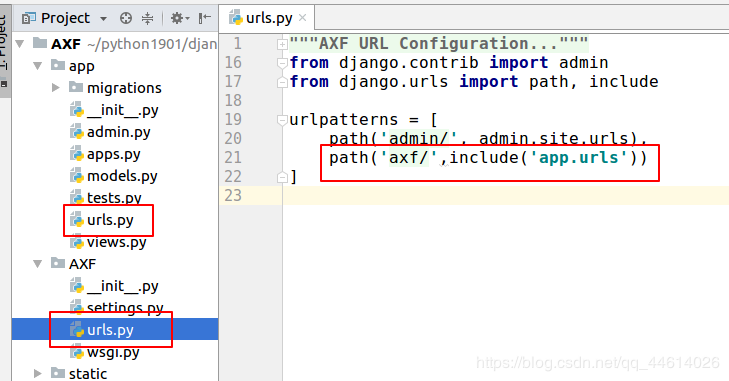 1: Project
Project
urls.py ×
AXF ~/python1901/djan
app
migrations
__init__.py
admin.py
apps.py
models.py
tests.py
urls.py
views.py
AXF
__init__.py
settings.py
urls.py
wsgi.py
static
1 """AXF URL Configuration..."""
16 from django.contrib import admin
17 from django.urls import path, include
18
19 urlpatterns = [
20 path('admin/', admin.site.urls),
21 path('axf/',include('app.urls'))
22 ]
23
https://blog.csdn.net/qq_44614026